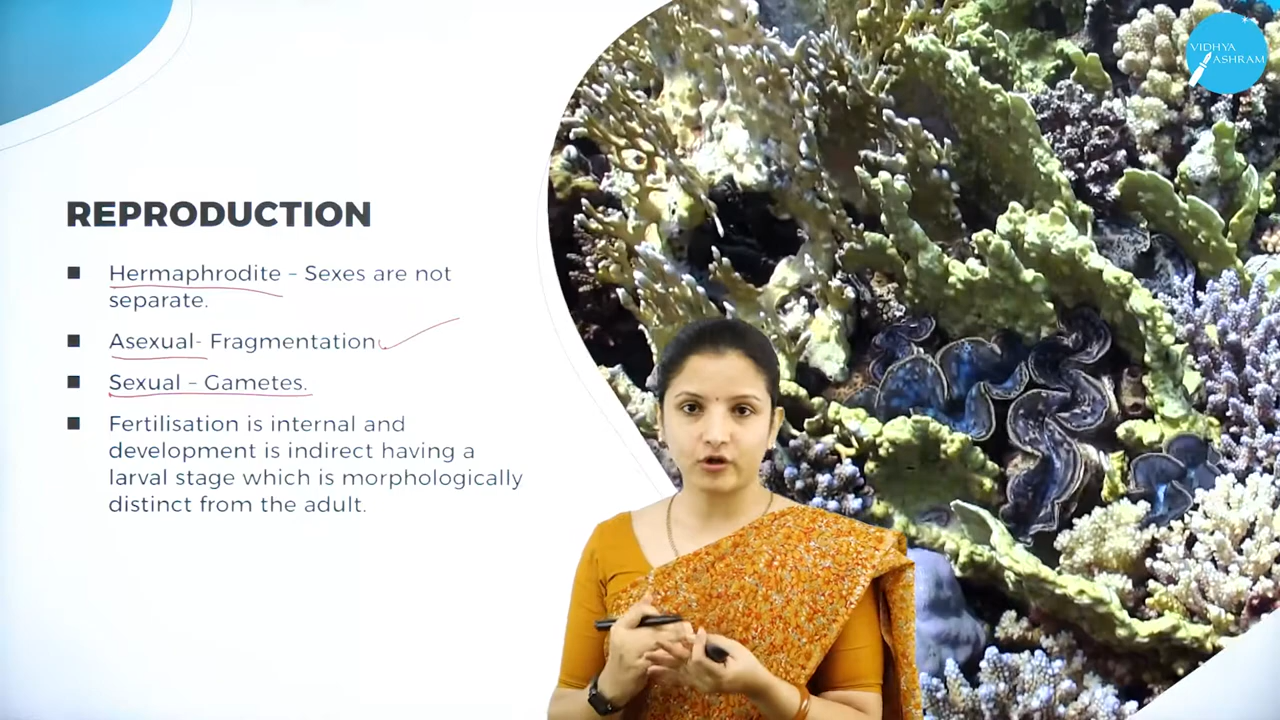 VIDHYA
ASHRAM
REPRODUCTION
Hermaphrodite – Sexes are not
separate.
Asexual- Fragmentation
Sexual – Gametes.
Fertilisation is internal and
development is indirect having a
larval stage which is morphologically
distinct from the adult.